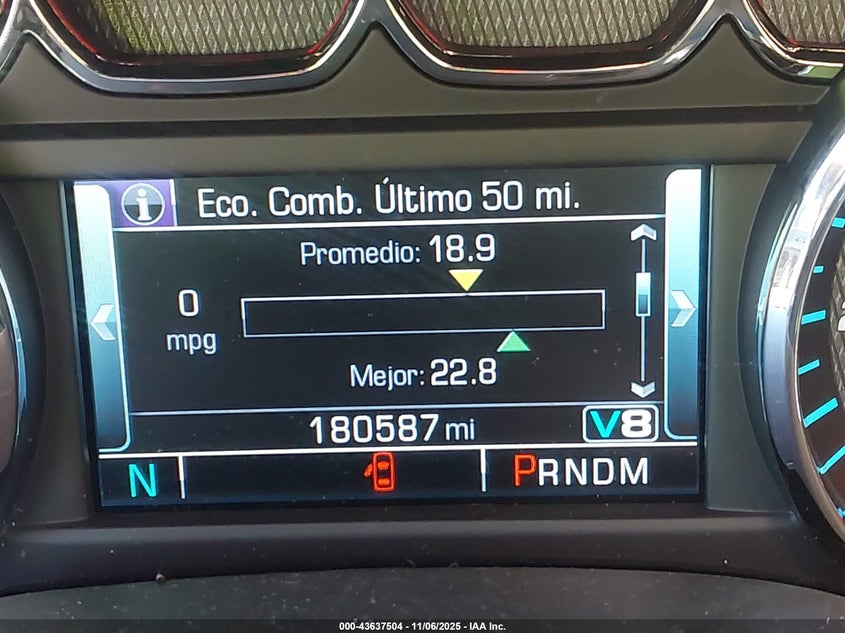 i Eco. Comb. Último 50 mi.
Promedio: 18.9
0
mpg
Mejor: 22.8
180587 mi V8
N PRNDM
000-43637504 - 11/06/2025 - IAA Inc.